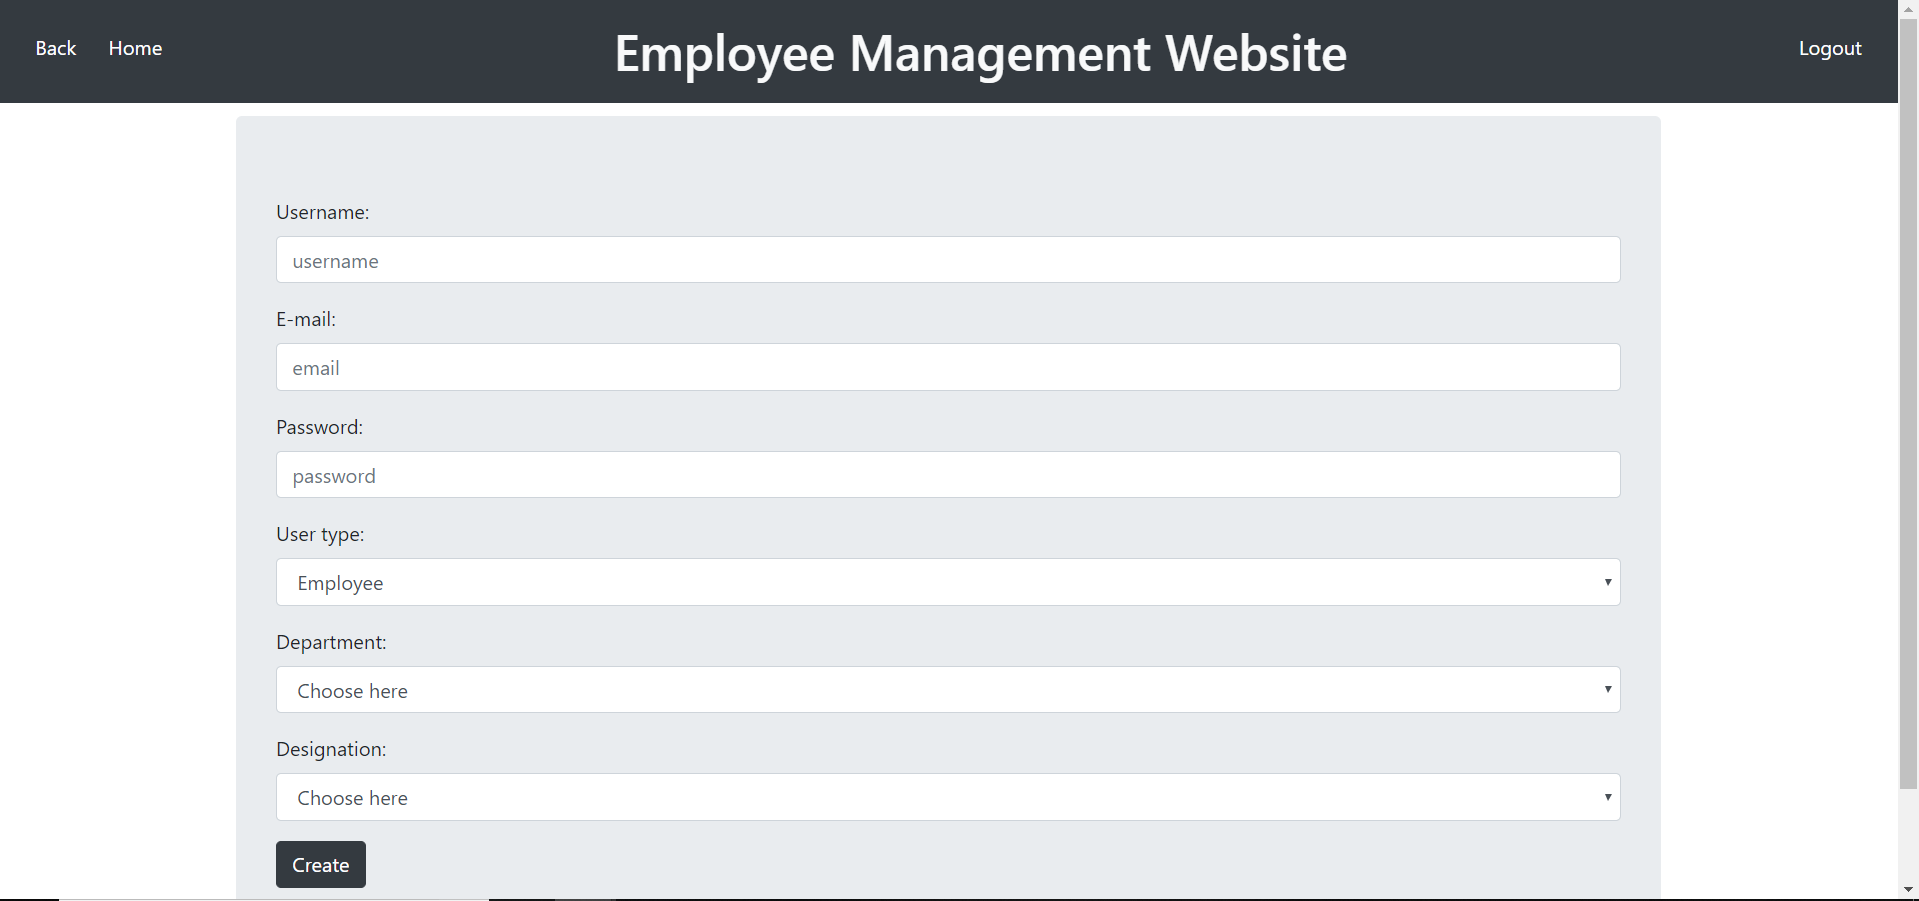 Back Home Employee Management Website Logout
Username:
username
E-mail:
email
Password:
password
User type:
Employee
Department:
Choose here
Designation:
Choose here
Create